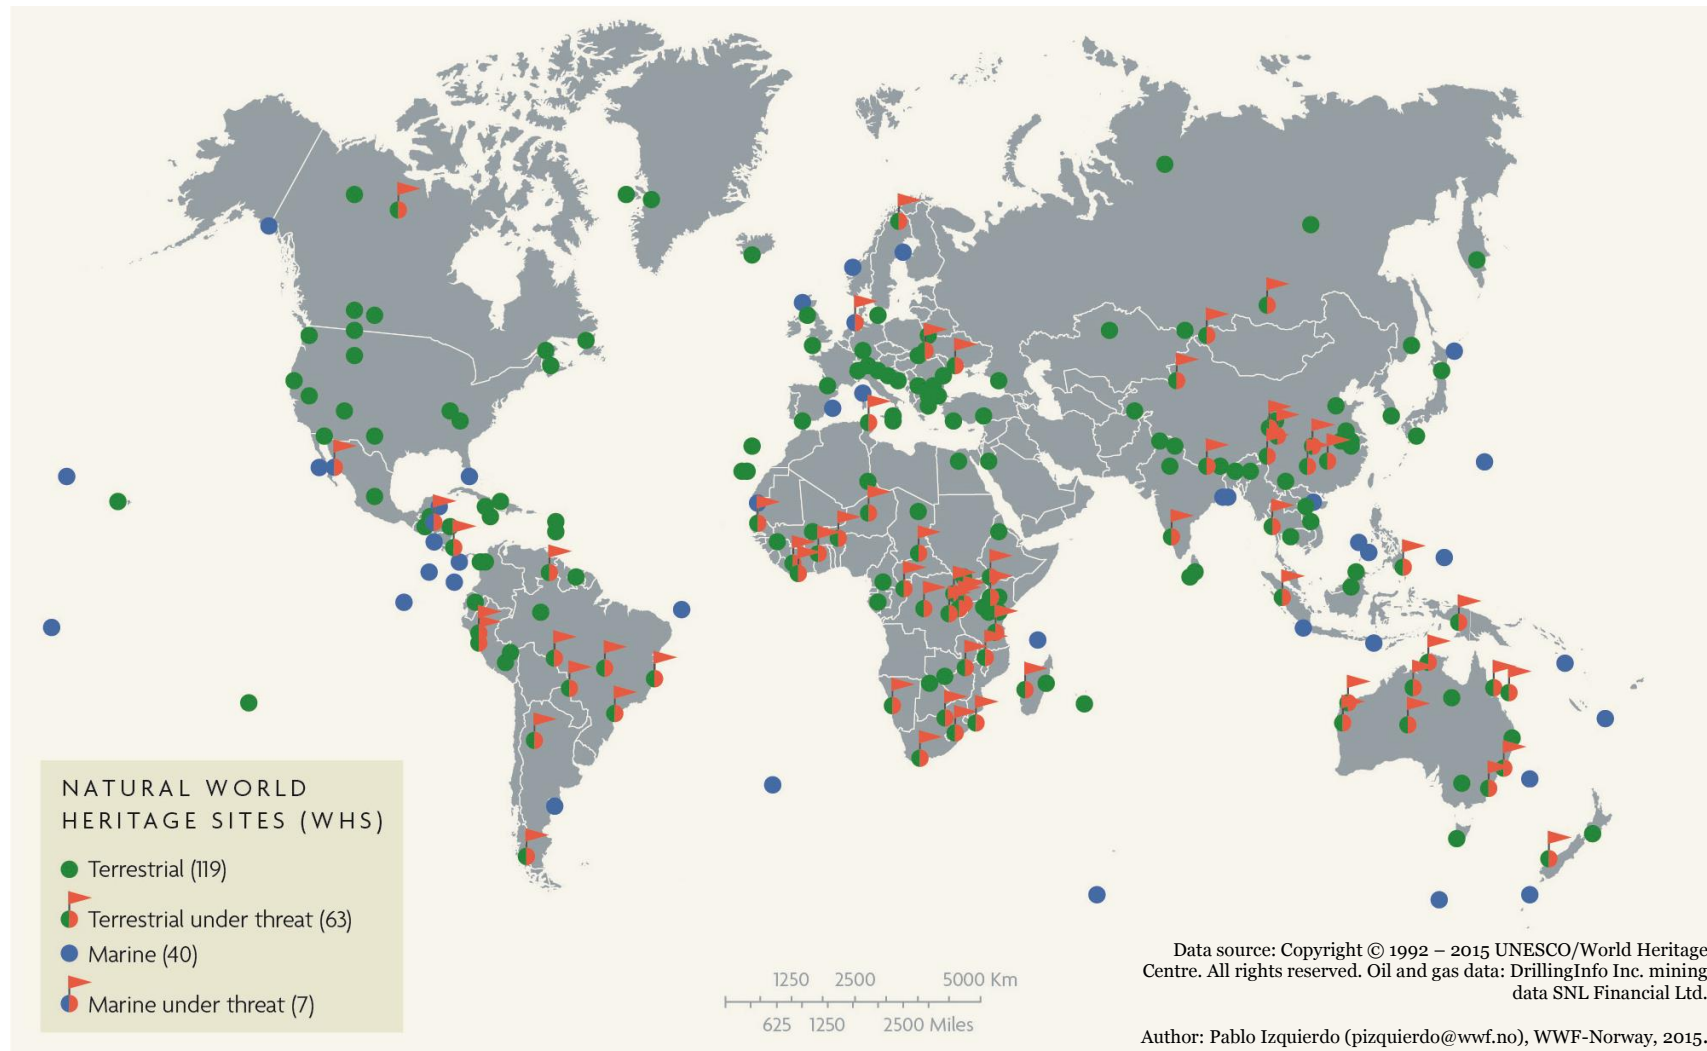 NATURAL WORLD
HERITAGE SITES (WHS)
Terrestrial (119)
Terrestrial under threat (63)
Marine (40)
Marine under threat (7)
1250 2500 5000 Km
625 1250 2500 Miles
Data source: Copyright © 1992 – 2015 UNESCO/World Heritage
Centre. All rights reserved. Oil and gas data: DrillingInfo Inc. mining
data SNL Financial Ltd.
Author: Pablo Izquierdo (pizquierdo@wwf.no), WWF-Norway, 2015.